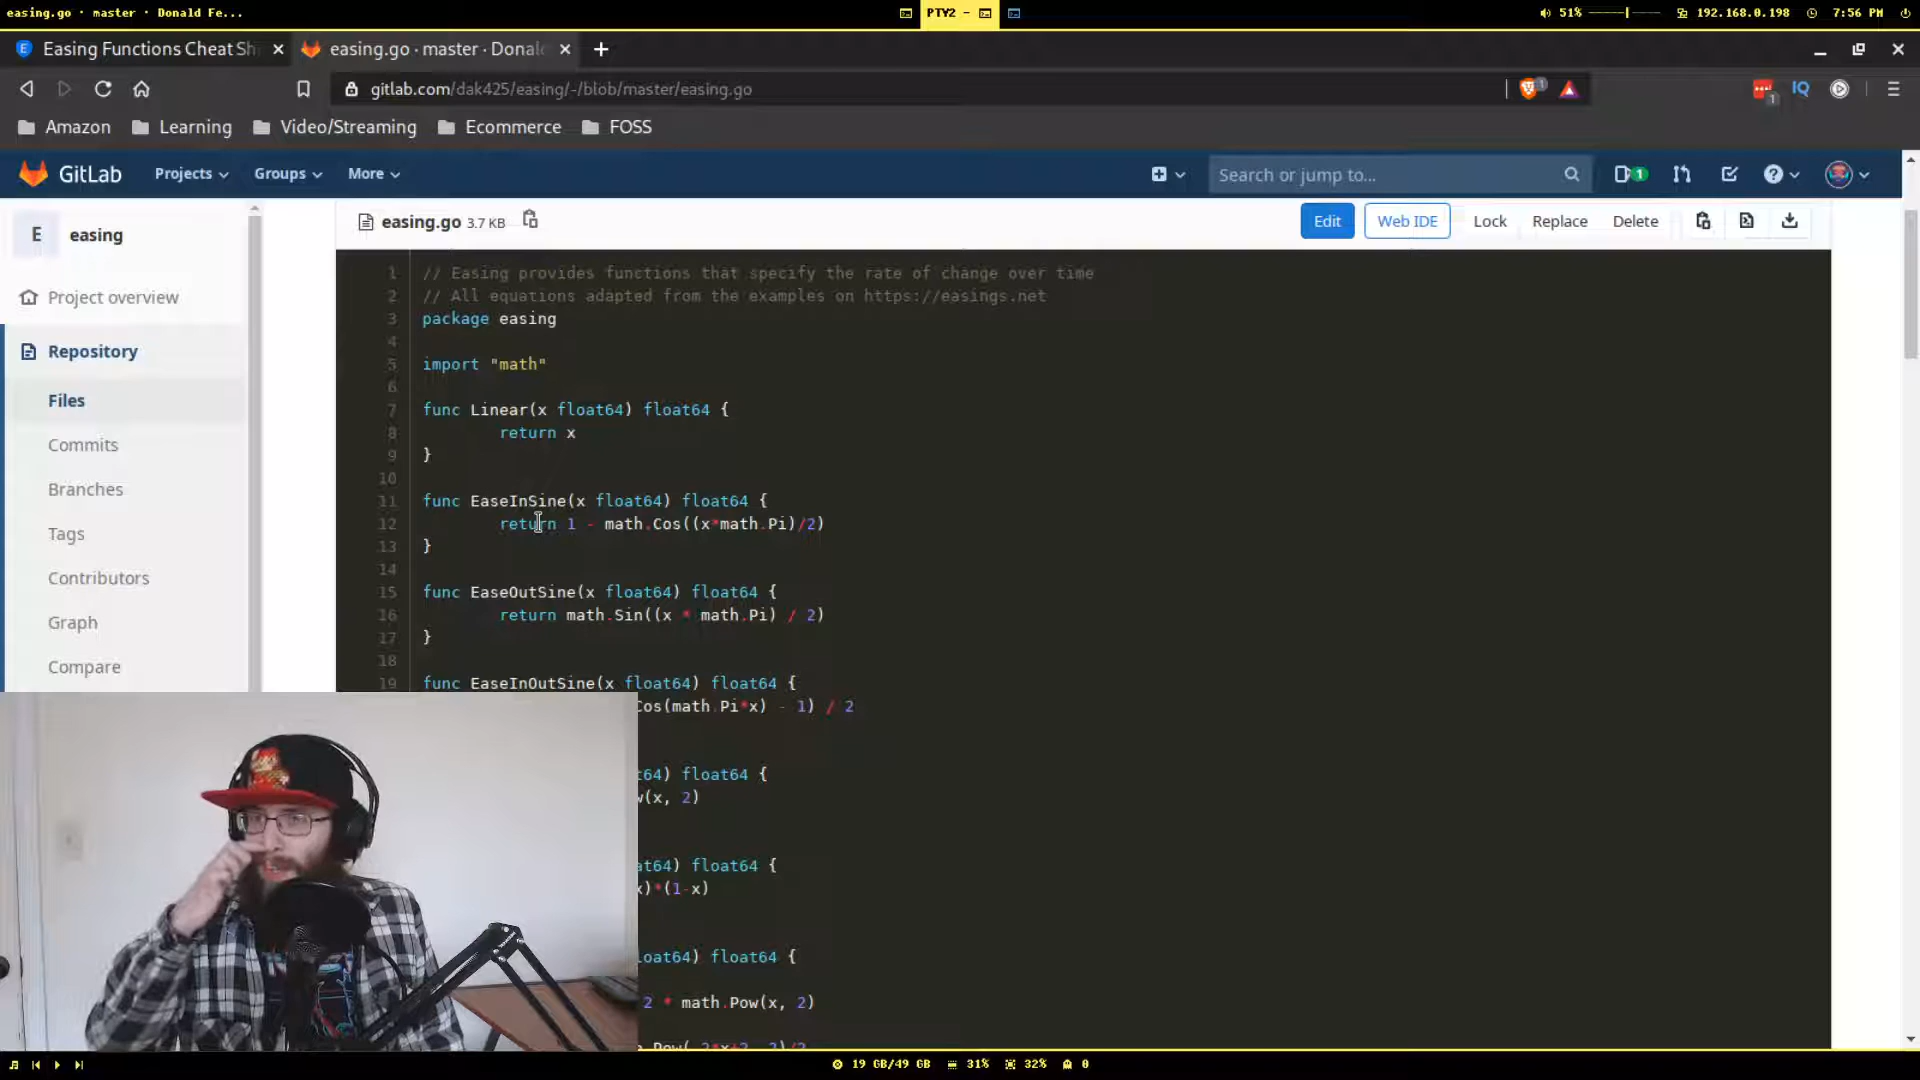 easing.go · master · Donald Fe...
PTY2 -
51%
192.168.0.198
7:56 PM
Easing Functions Cheat Sh
easing.go · master · Donal
gitlab.com/dak425/easing/-/blob/master/easing.go
1
1
IQ
Amazon
Learning
Video/Streaming
Ecommerce
FOSS
GitLab
Projects
Groups
More
Search or jump to...
1
E
easing
easing.go 3.7 KB
Edit
Web IDE
Lock
Replace
Delete
Project overview
Repository
Files
Commits
Branches
Tags
Contributors
Graph
Compare
1 // Easing provides functions that specify the rate of change over time
2 // All equations adapted from the examples on https://easings.net
3 package easing
4
5 import "math"
6
7 func Linear(x float64) float64 {
8 return x
9 }
10
11 func EaseInSine(x float64) float64 {
12 return 1 - math.Cos((x*math.Pi)/2)
13 }
14
15 func EaseOutSine(x float64) float64 {
16 return math.Sin((x * math.Pi) / 2)
17 }
18
19 func EaseInOutSine(x float64) float64 {
Cos(math.Pi*x) - 1) / 2
t64) float64 {
w(x, 2)
at64) float64 {
x)*(1-x)
loat64) float64 {
2 * math.Pow(x, 2)
19 GB/49 GB
31%
32%
0